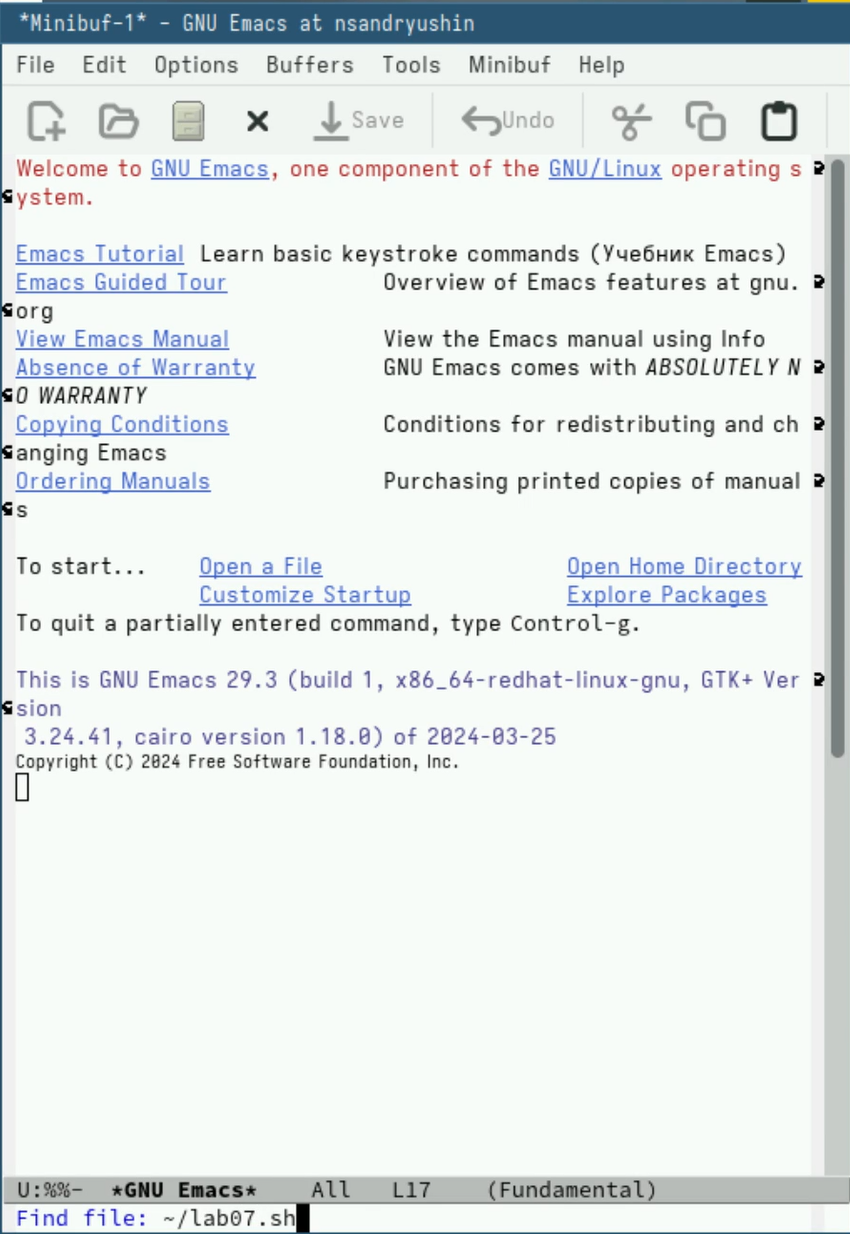 *Minibuf-1* - GNU Emacs at nsandryushin
File Edit Options Buffers Tools Minibuf Help
Save Undo
Welcome to GNU Emacs, one component of the GNU/Linux operating s
ystem.
Emacs Tutorial Learn basic keystroke commands (Учебник Emacs)
Emacs Guided Tour Overview of Emacs features at gnu.
org
View Emacs Manual View the Emacs manual using Info
Absence of Warranty GNU Emacs comes with ABSOLUTELY N
O WARRANTY
Copying Conditions Conditions for redistributing and ch
anging Emacs
Ordering Manuals Purchasing printed copies of manual
s
To start... Open a File Open Home Directory
Customize Startup Explore Packages
To quit a partially entered command, type Control-g.
This is GNU Emacs 29.3 (build 1, x86_64-redhat-linux-gnu, GTK+ Ver
sion
3.24.41, cairo version 1.18.0) of 2024-03-25
Copyright (C) 2024 Free Software Foundation, Inc.
U:%%- *GNU Emacs* All L17 (Fundamental)
Find file: ~/lab07.sh